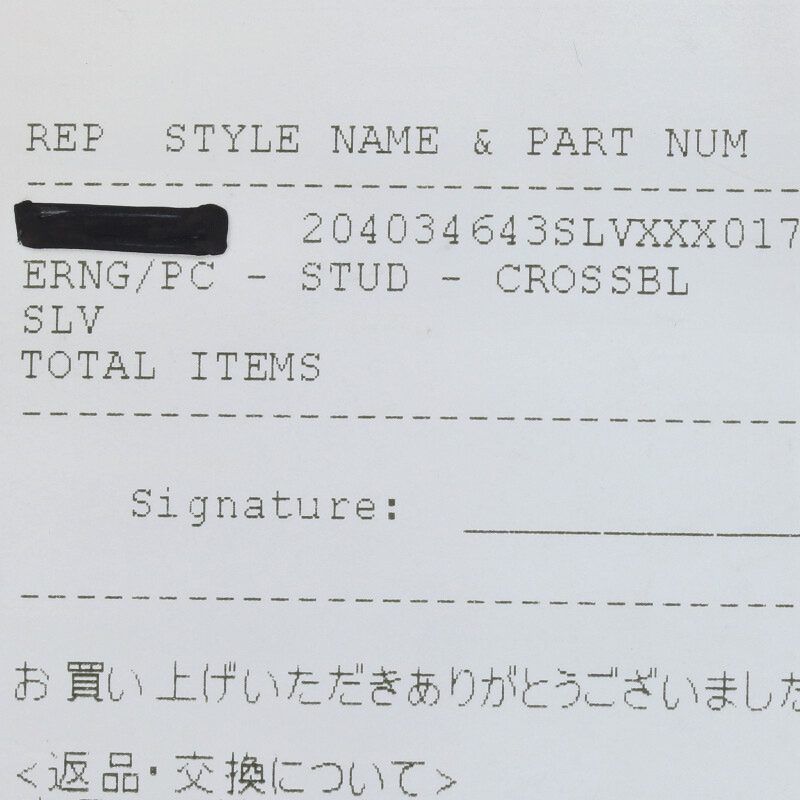 REP STYLE NAME & PART NUM
204034643SLVXXX017
ERNG/PC - STUD - CROSSBL
SLV
TOTAL ITEMS
Signature:
お買い上げいただきありがとうございました
<返品・交換について>